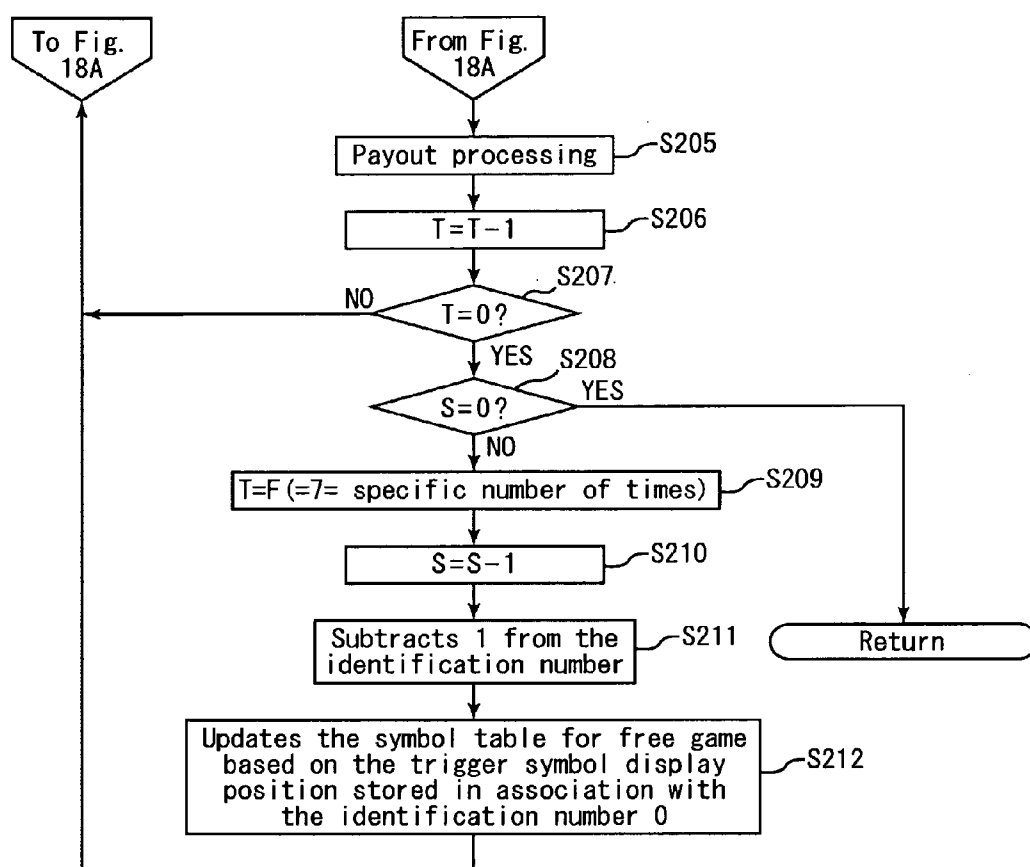 To Fig.
18A
From Fig.
18A
Payout processing
S205
T=T-1
S206
S207
NO
T=0?
YES
S208
YES
S=0?
NO
T=F(=7= specific number of times)
S209
S=S-1
S210
Subtracts 1 from the
identification number
S211
Return
Updates the symbol table for free game
based on the trigger symbol display
position stored in association with
the identification number 0
S212